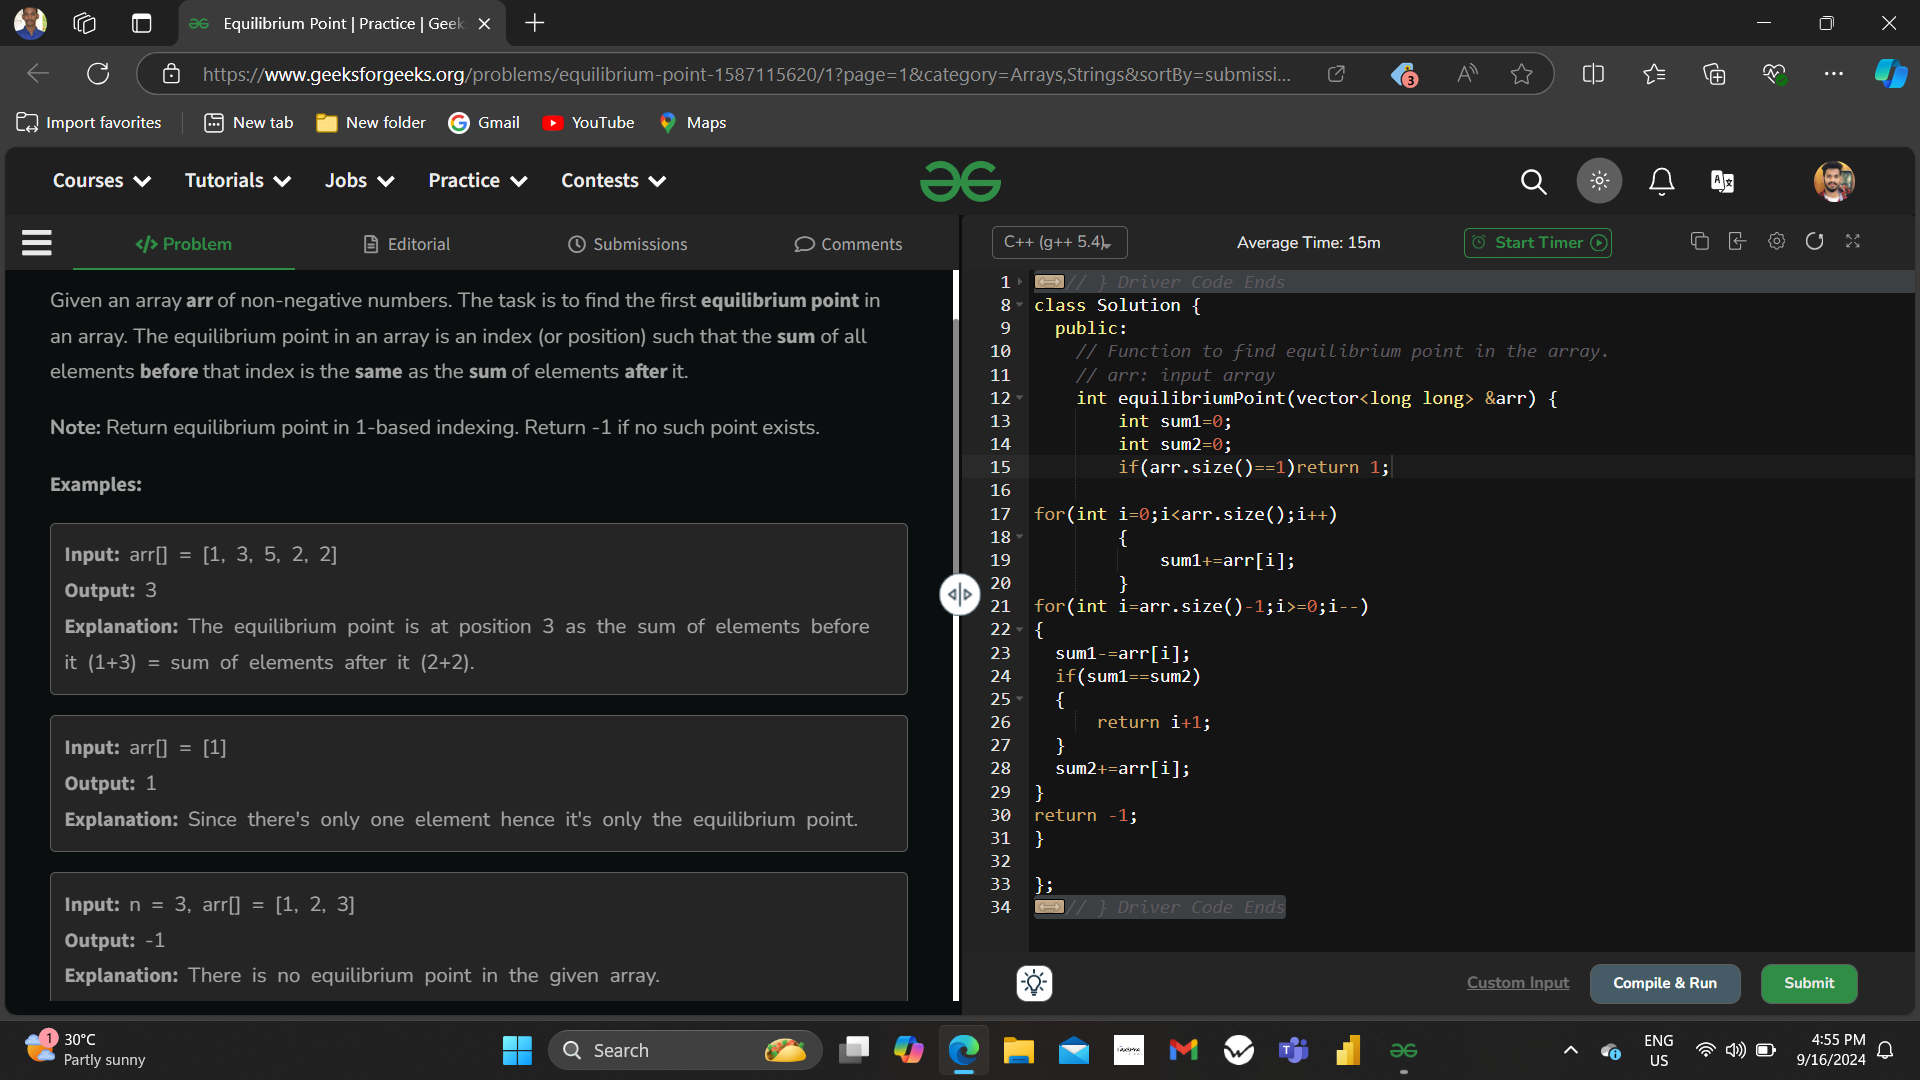 Equilibrium Point | Practice | Geek
https://www.geeksforgeeks.org/problems/equilibrium-point-1587115620/1?page=1&category=Arrays,Strings&sortBy=submissi...
3
Import favorites
New tab
New folder
Gmail
YouTube
Maps
Courses
Tutorials
Jobs
Practice
Contests
</> Problem
Editorial
Submissions
Comments
Given an array arr of non-negative numbers. The task is to find the first equilibrium point in
an array. The equilibrium point in an array is an index (or position) such that the sum of all
elements before that index is the same as the sum of elements after it.
Note: Return equilibrium point in 1-based indexing. Return -1 if no such point exists.
Examples:
Input: arr[] = [1, 3, 5, 2, 2]
Output: 3
Explanation: The equilibrium point is at position 3 as the sum of elements before
it (1+3) = sum of elements after it (2+2).
Input: arr[] = [1]
Output: 1
Explanation: Since there's only one element hence it's only the equilibrium point.
Input: n = 3, arr[] = [1, 2, 3]
Output: -1
Explanation: There is no equilibrium point in the given array.
C++ (g++ 5.4)
Average Time: 15m
Start Timer
1 // } Driver Code Ends
8 class Solution {
9 public:
10 // Function to find equilibrium point in the array.
11 // arr: input array
12 int equilibriumPoint(vector<long long> &arr) {
13 int sum1=0;
14 int sum2=0;
15 if(arr.size()==1)return 1;
16
17 for(int i=0;i<arr.size();i++)
18 {
19 sum1+=arr[i];
20 }
21 for(int i=arr.size()-1;i>=0;i--)
22 {
23 sum1-=arr[i];
24 if(sum1==sum2)
25 {
26 return i+1;
27 }
28 sum2+=arr[i];
29 }
30 return -1;
31 }
32
33 };
34 // } Driver Code Ends
Custom Input
Compile & Run
Submit
1
30°C
Partly sunny
Search
ENG
US
4:55 PM
9/16/2024